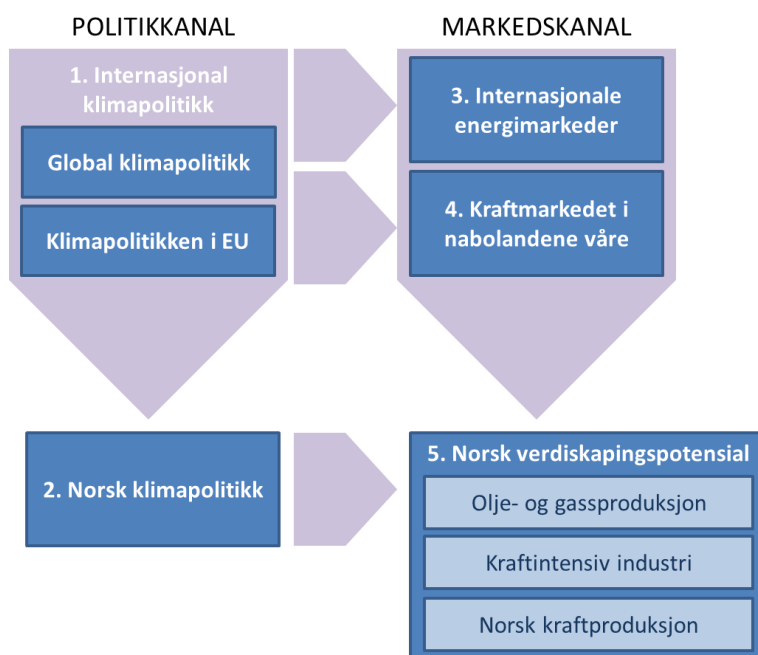 POLITIKKANAL
1. Internasjonal
klimapolitikk
Global klimapolitikk
Klimapolitikken i EU
2. Norsk klimapolitikk
MARKEDSKANAL
3. Internasjonale
energimarkeder
4. Kraftmarkedet i
nabolandene våre
5. Norsk verdiskapingspotensial
Olje- og gassproduksjon
Kraftintensiv industri
Norsk kraftproduksjon